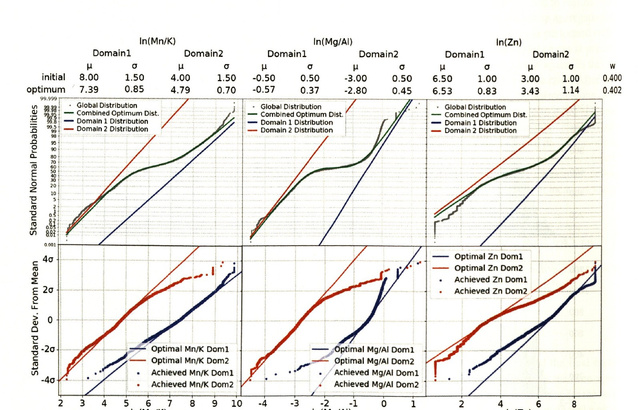 ln(Mn/K) ln(Mg/Al) ln(Zn)
Domain1 Domain2 Domain1 Domain2 Domain1 Domain2
μ σ μ σ μ σ μ σ μ σ μ σ w
initial 8.00 1.50 4.00 1.50 -0.50 0.50 -3.00 0.50 6.50 1.00 3.00 1.00 0.400
optimum 7.39 0.85 4.79 0.70 -0.57 0.37 -2.80 0.45 6.53 0.83 3.43 1.14 0.402
Standard Normal Probabilities
99.999
Global Distribution
Combined Optimum Dist.
Domain 1 Distribution
Domain 2 Distribution
Global Distribution
Combined Optimum Dist.
Domain 1 Distribution
Domain 2 Distribution
Global Distribution
Combined Optimum Dist.
Domain 1 Distribution
Domain 2 Distribution
0.001
Standard Dev. From Mean
4σ
2σ
0
-2σ
-4σ
Optimal Mn/K Dom1
Optimal Mn/K Dom2
Achieved Mn/K Dom1
Achieved Mn/K Dom2
Optimal Mg/Al Dom1
Optimal Mg/Al Dom2
Achieved Mg/Al Dom1
Achieved Mg/Al Dom2
Optimal Zn Dom1
Optimal Zn Dom2
Achieved Zn Dom1
Achieved Zn Dom2
2 3 4 5 6 7 8 9 10 -4 -3 -2 -1 0 1 2 4 6 8